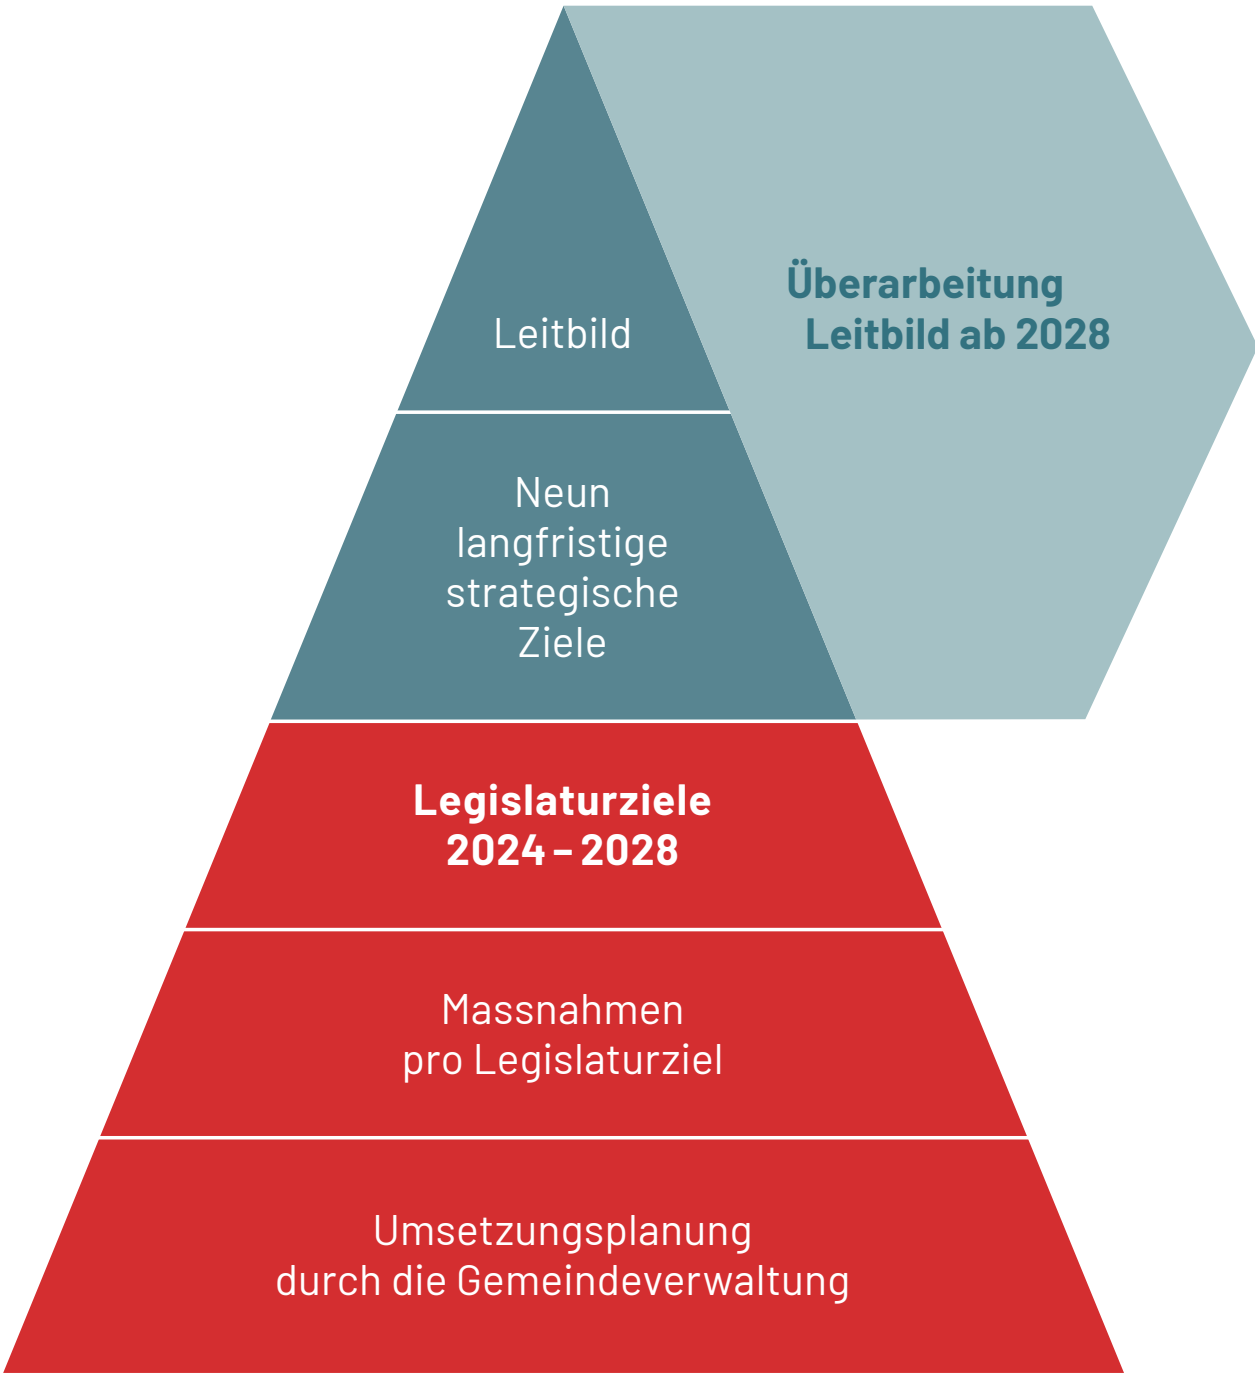 Überarbeitung
Leitbild ab 2028
Leitbild
Neun
langfristige
strategische
Ziele
Legislaturziele
2024 – 2028
Massnahmen
pro Legislaturziel
Umsetzungsplanung
durch die Gemeindeverwaltung